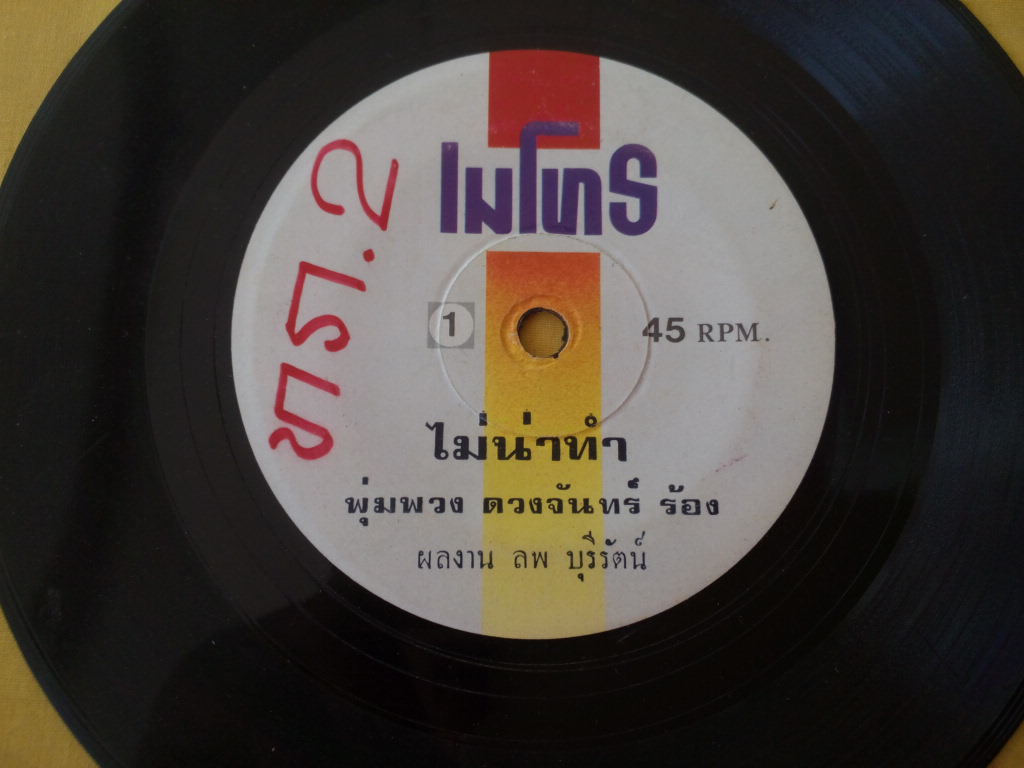 ไมโทร
1
45 RPM.
ไม่น่าทำ
พุ่มพวง ดวงจันทร์ ร้อง
ผลงาน ลพ บุรีรัตน์